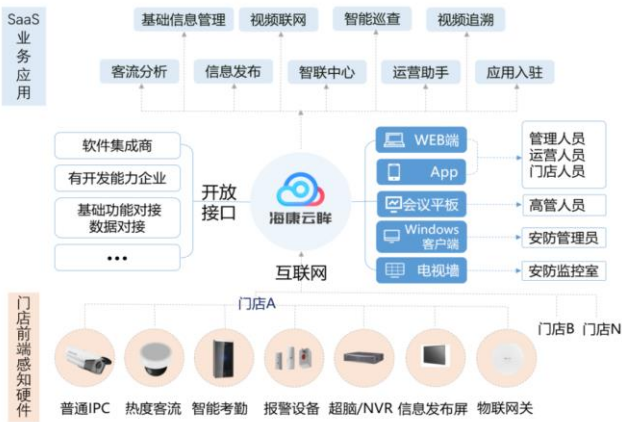 SaaS
业
务
应
用
基础信息管理
视频联网
智能巡查
视频追溯
客流分析
信息发布
智联中心
运营助手
应用入驻
软件集成商
有开发能力企业
基础功能对接
数据对接
•••
开放
接口
海康云眸
互联网
WEB端
App
会议平板
Windows
客户端
电视墙
管理人员
运营人员
门店人员
高管人员
安防管理员
安防监控室
门店A
门店B
门店N
门
店
前
端
感
知
硬
件
普通IPC
热度客流
智能考勤
报警设备
超脑/NVR
信息发布屏
物联网关